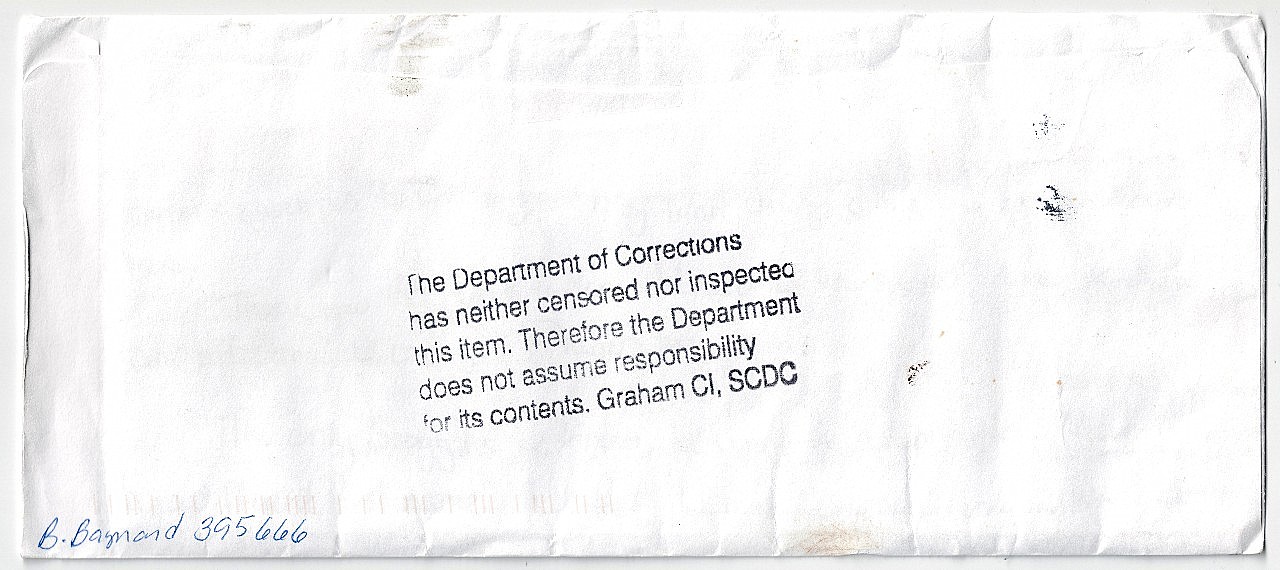 The Department of Corrections
has neither censored nor inspected
this item. Therefore the Department
does not assume responsibility
for its contents. Graham CI, SCDC
B. Baynard 395666